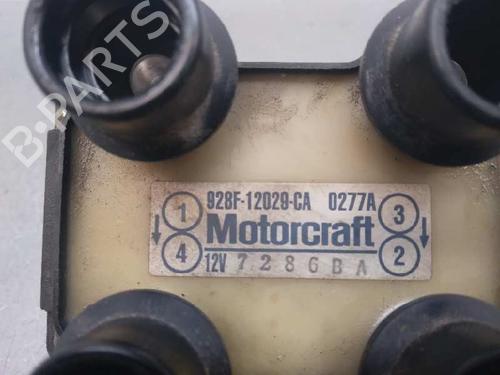 B-PARTS
1 928F-12029-CA 0277A 3
Motorcraft
4 12V 7286BA 2